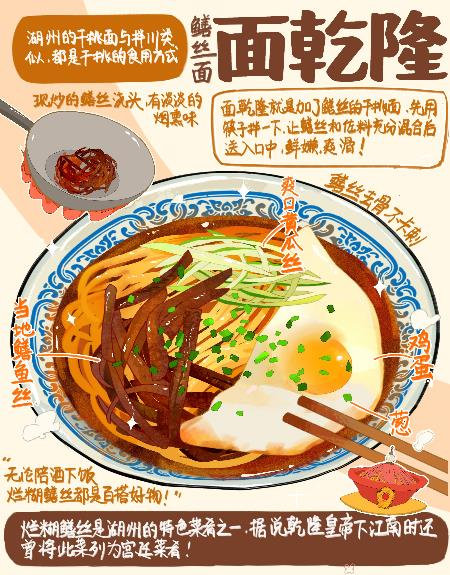 湖州的干挑面与拌川类
似，都是干挑的食用方式
鳝丝面
面乾隆
现炒的鳝丝浇头，有淡淡的
烟熏味
面乾隆就是加了鳝丝的干挑面，先用
筷子拌一下，让鳝丝和佐料充分混合后
送入口中，鲜嫩爽滑！
鳝丝去骨不卡刺
爽口黄瓜丝
当地鳝鱼丝
鸡蛋
葱
“无论陪酒下饭
烂糊鳝丝都是百搭好物！”
烂糊鳝丝是湖州的特色菜肴之一，据说乾隆皇帝下江南时还
曾将此菜列为宫廷菜肴！